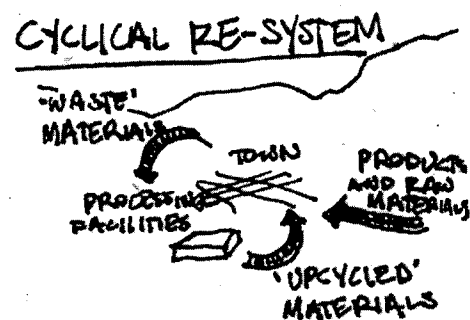 CYCLICAL RE-SYSTEM
"WASTE"
MATERIALS
TOWN
PRODUCTS
AND RAW
MATERIALS
PROCESSING
FACILITIES
'UPCYCLED'
MATERIALS